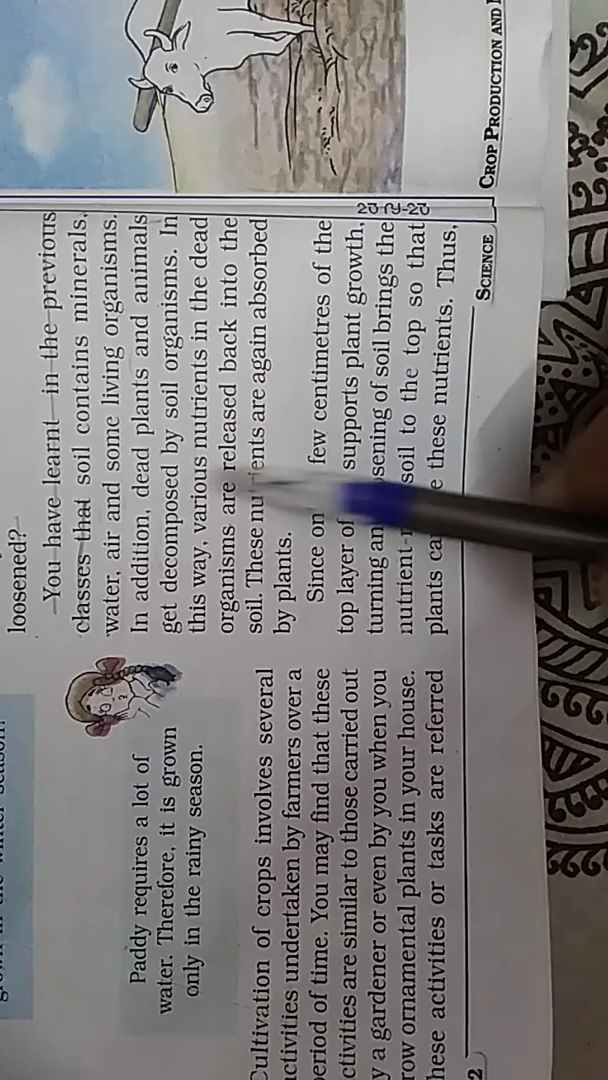 Paddy requires a lot of
water. Therefore, it is grown
only in the rainy season.
Cultivation of crops involves several
activities undertaken by farmers over a
period of time. You may find that these
ctivities are similar to those carried out
y a gardener or even by you when you
row ornamental plants in your house.
hese activities or tasks are referred
2
loosened?
You have learnt in the previous
classes that soil contains minerals,
water, air and some living organisms.
In addition, dead plants and animals
get decomposed by soil organisms. In
this way, various nutrients in the dead
organisms are released back into the
soil. These nutrients are again absorbed
by plants.
Since on few centimetres of the
top layer of supports plant growth,
turning an sening of soil brings the
nutrient soil to the top so that
plants ca these nutrients. Thus,
SCIENCE
CROP PRODUCTION AND